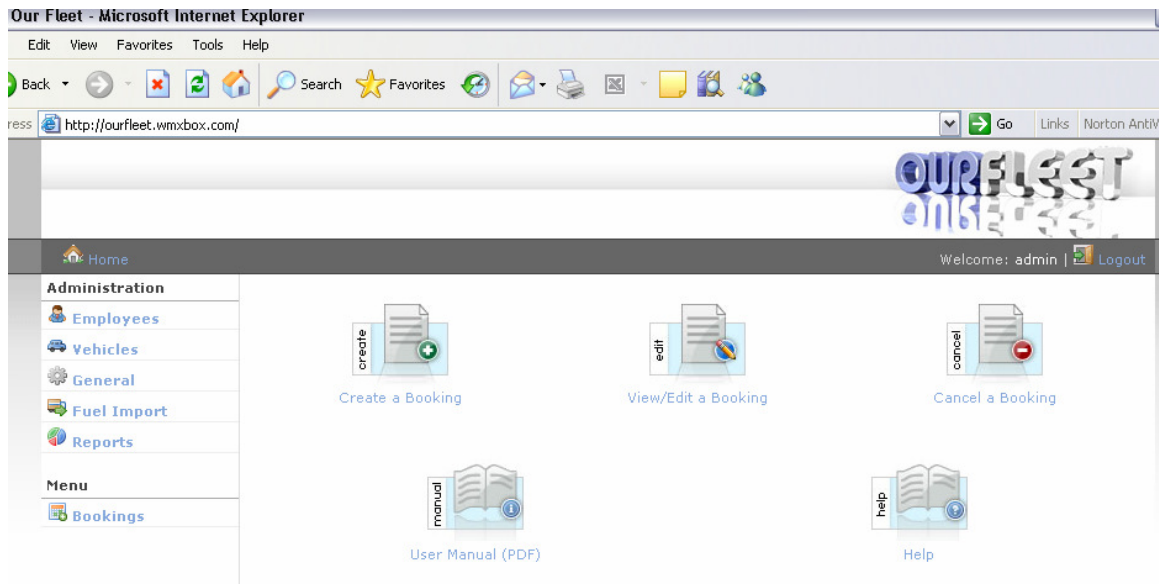 Our Fleet - Microsoft Internet Explorer
Edit View Favorites Tools Help
Back Search Favorites
ress http://ourfleet.wmxbox.com/ Go Links Norton AntiV
OURFLEET
Home Welcome: admin | Logout
Administration
Employees
Vehicles
General
Fuel Import
Reports
Menu
Bookings
create
Create a Booking
edit
View/Edit a Booking
cancel
Cancel a Booking
manual
User Manual (PDF)
help
Help